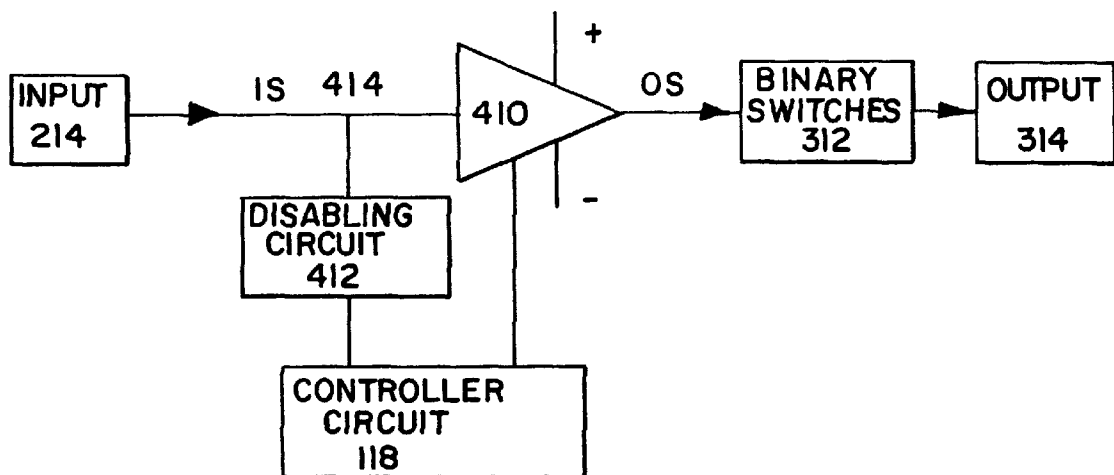 INPUT
214
IS
414
410
+
-
OS
BINARY
SWITCHES
312
OUTPUT
314
DISABLING
CIRCUIT
412
CONTROLLER
CIRCUIT
118